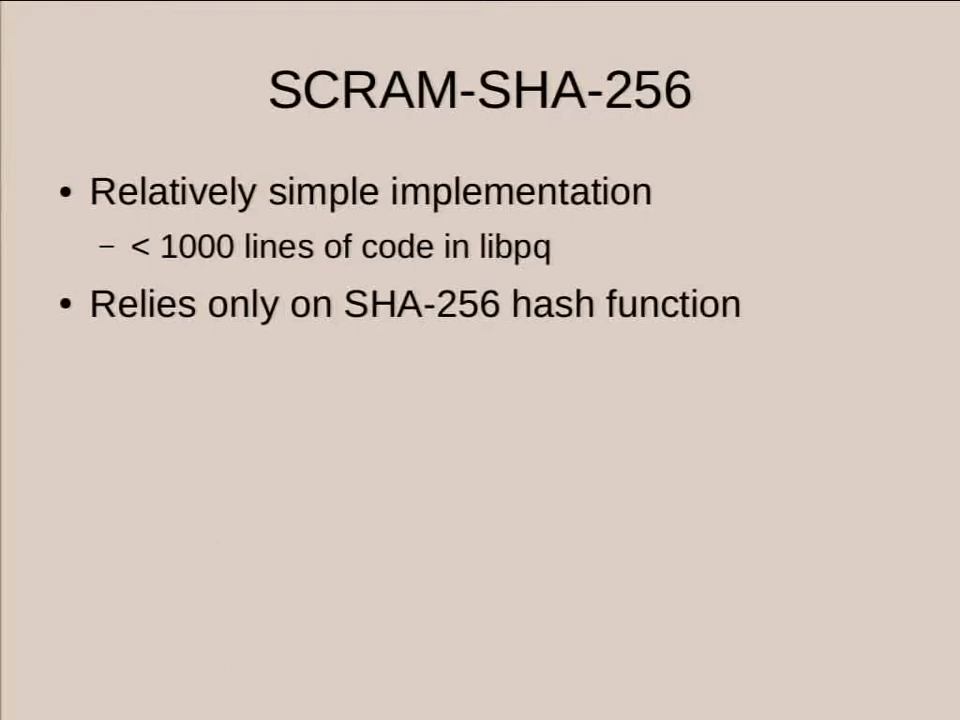 SCRAM-SHA-256
• Relatively simple implementation
– < 1000 lines of code in libpq
• Relies only on SHA-256 hash function